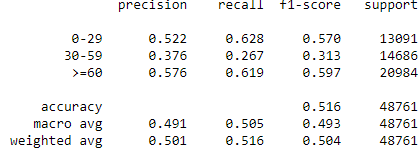 precision recall f1-score support
0-29 0.522 0.628 0.570 13091
30-59 0.376 0.267 0.313 14686
>=60 0.576 0.619 0.597 20984
accuracy 0.516 48761
macro avg 0.491 0.505 0.493 48761
weighted avg 0.501 0.516 0.504 48761